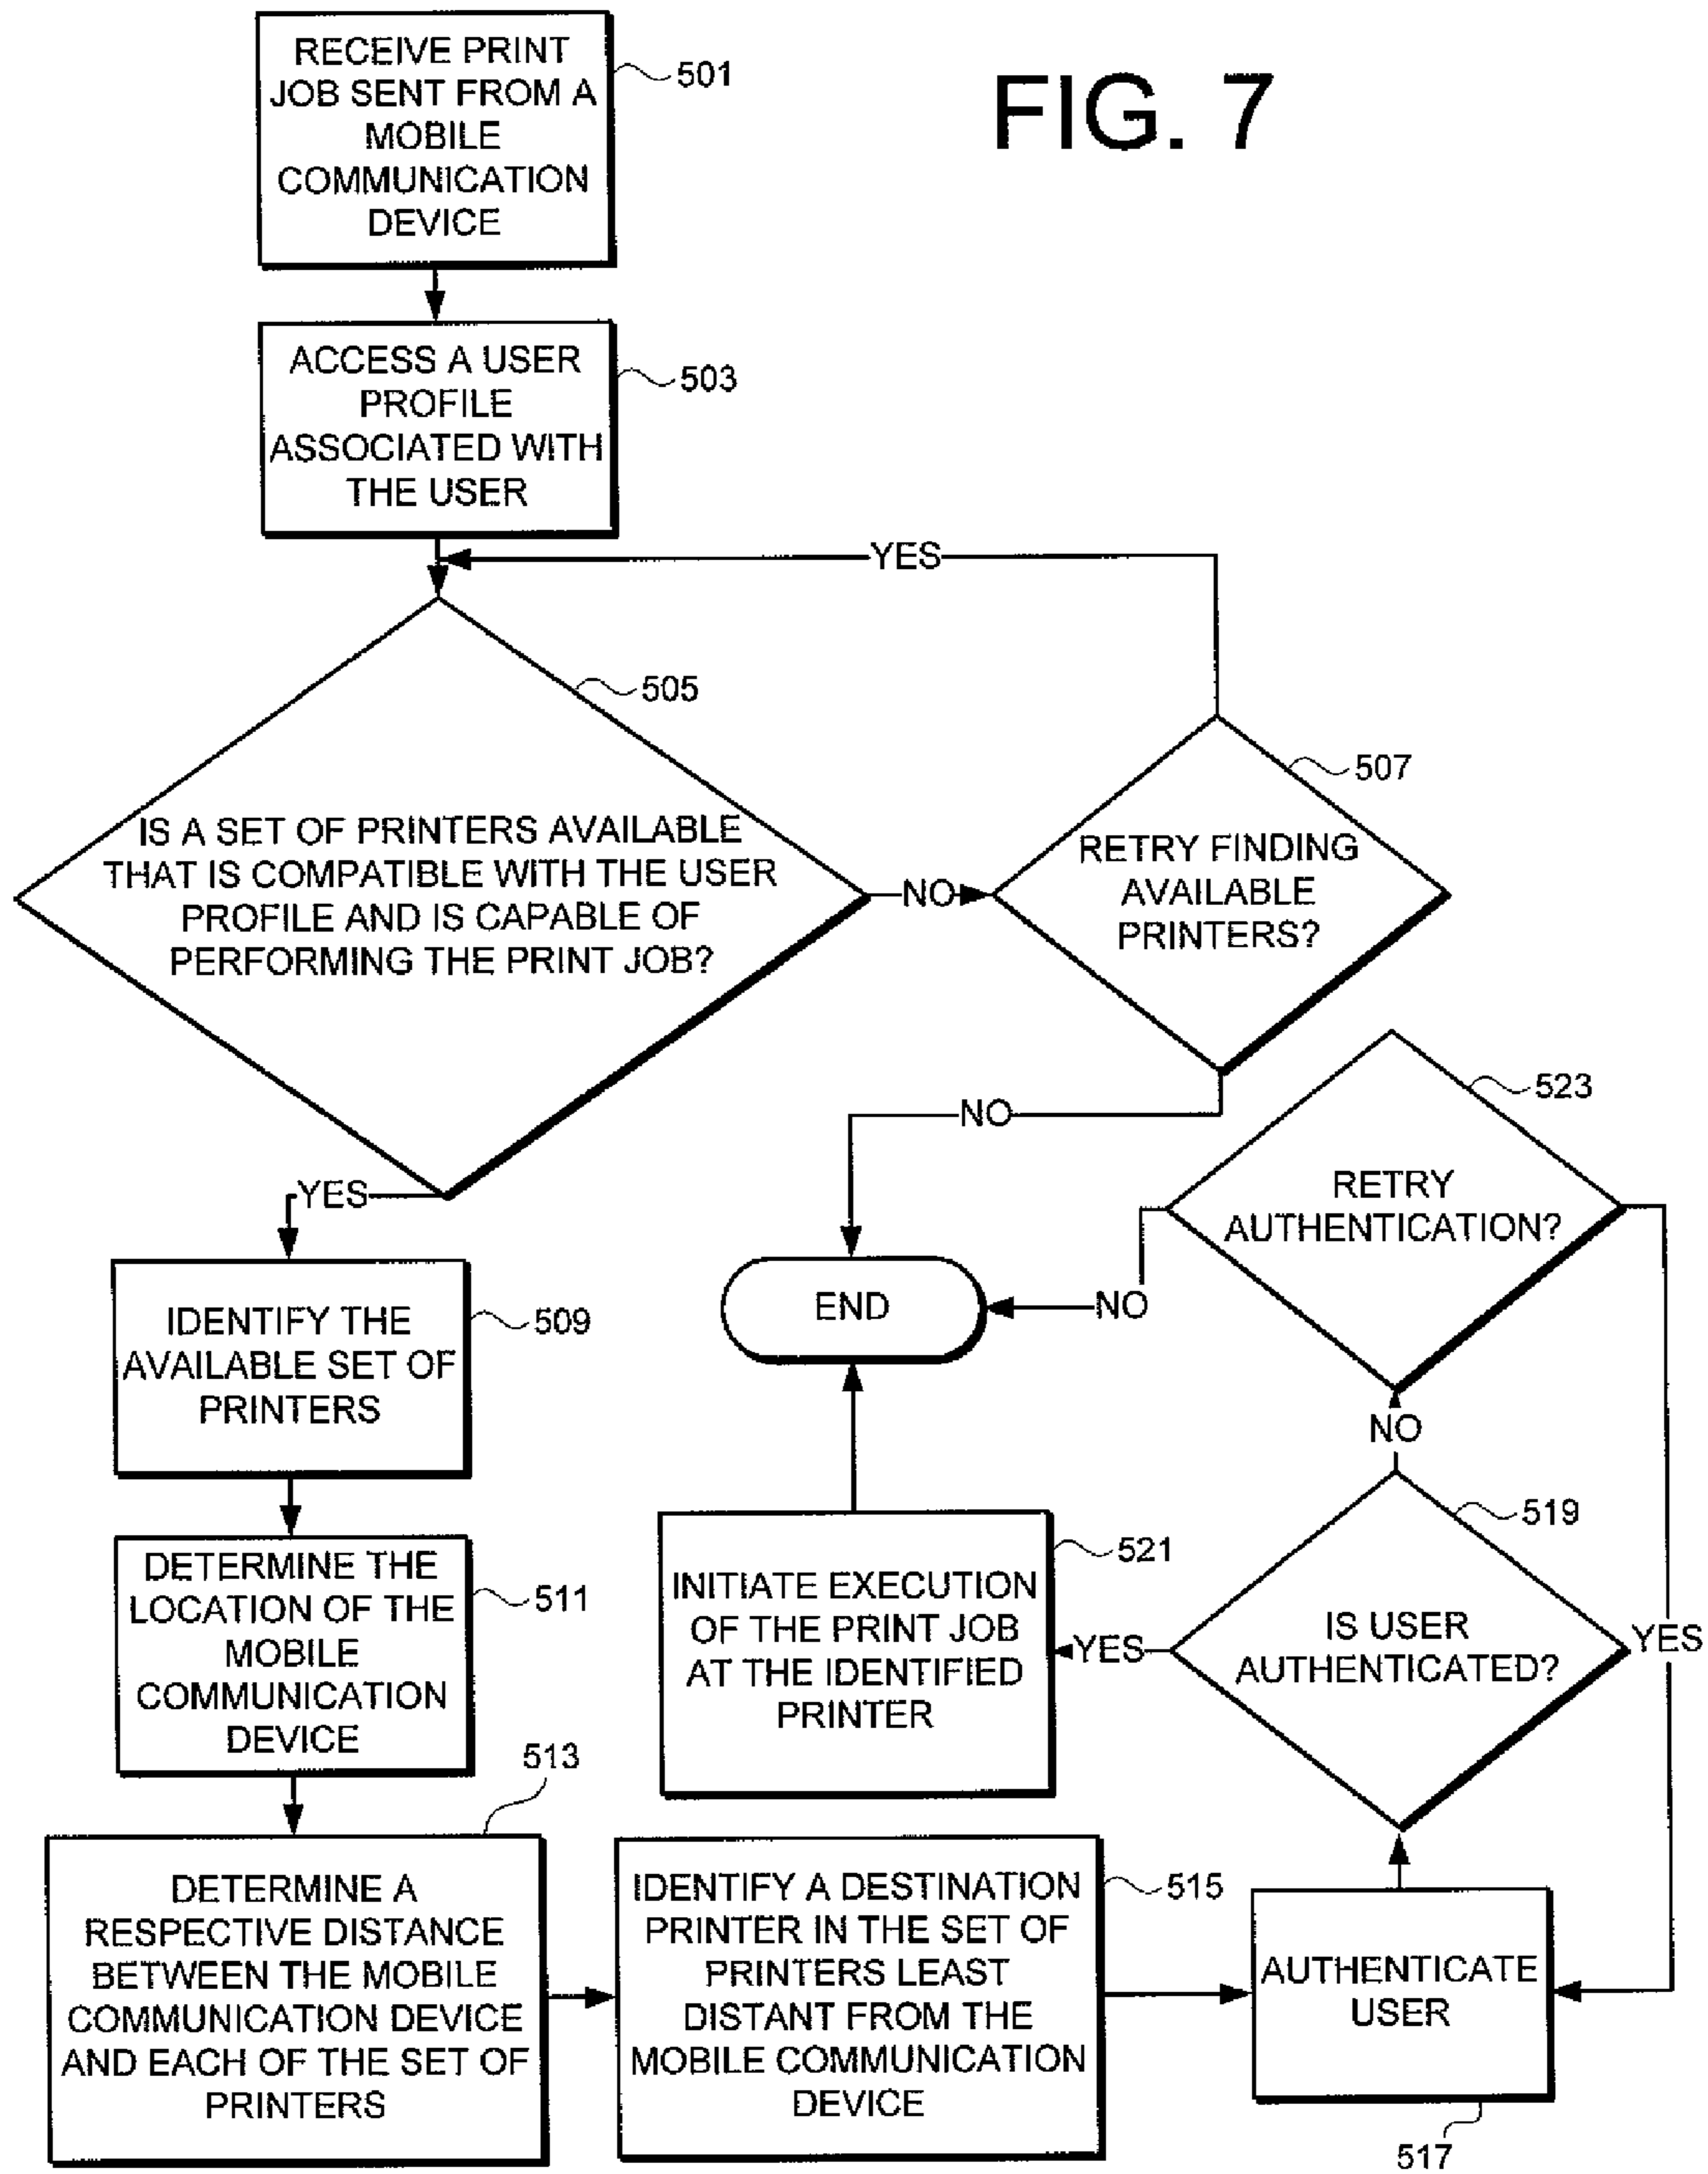 RECEIVE PRINT
JOB SENT FROM A
MOBILE
COMMUNICATION
DEVICE
501
FIG. 7
ACCESS A USER
PROFILE
ASSOCIATED WITH
THE USER
503
YES
505
IS A SET OF PRINTERS AVAILABLE
THAT IS COMPATIBLE WITH THE USER
PROFILE AND IS CAPABLE OF
PERFORMING THE PRINT JOB?
NO
507
RETRY FINDING
AVAILABLE
PRINTERS?
NO
YES
523
RETRY
AUTHENTICATION?
NO
YES
END
IDENTIFY THE
AVAILABLE SET OF
PRINTERS
509
DETERMINE THE
LOCATION OF THE
MOBILE
COMMUNICATION
DEVICE
511
INITIATE EXECUTION
OF THE PRINT JOB
AT THE IDENTIFIED
PRINTER
521
YES
NO
519
IS USER
AUTHENTICATED?
513
DETERMINE A
RESPECTIVE DISTANCE
BETWEEN THE MOBILE
COMMUNICATION DEVICE
AND EACH OF THE SET OF
PRINTERS
IDENTIFY A DESTINATION
PRINTER IN THE SET OF
PRINTERS LEAST
DISTANT FROM THE
MOBILE COMMUNICATION
DEVICE
515
AUTHENTICATE
USER
517